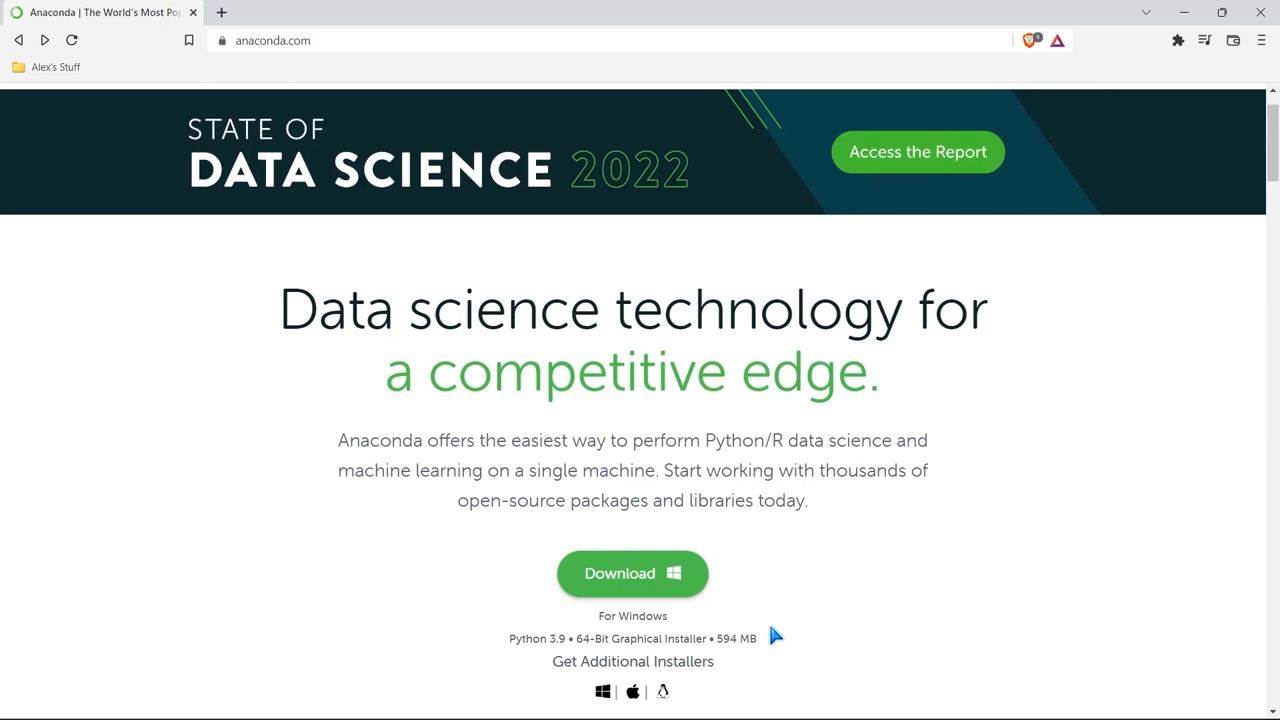 Anaconda | The World's Most Pop
anaconda.com
9
Alex's Stuff
STATE OF
DATA SCIENCE 2022
Access the Report
Data science technology for
a competitive edge.
Anaconda offers the easiest way to perform Python/R data science and
machine learning on a single machine. Start working with thousands of
open-source packages and libraries today.
Download
For Windows
Python 3.9 • 64-Bit Graphical Installer • 594 MB
Get Additional Installers
| |